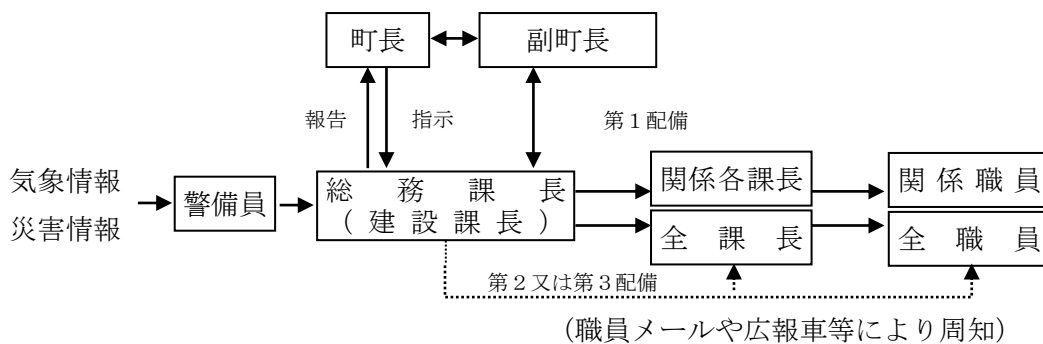 町長
副町長
報告
指示
第１配備
気象情報
災害情報
警備員
総務課長
（建設課長）
関係各課長
関係職員
全課長
全職員
第２又は第３配備
（職員メールや広報車等により周知）